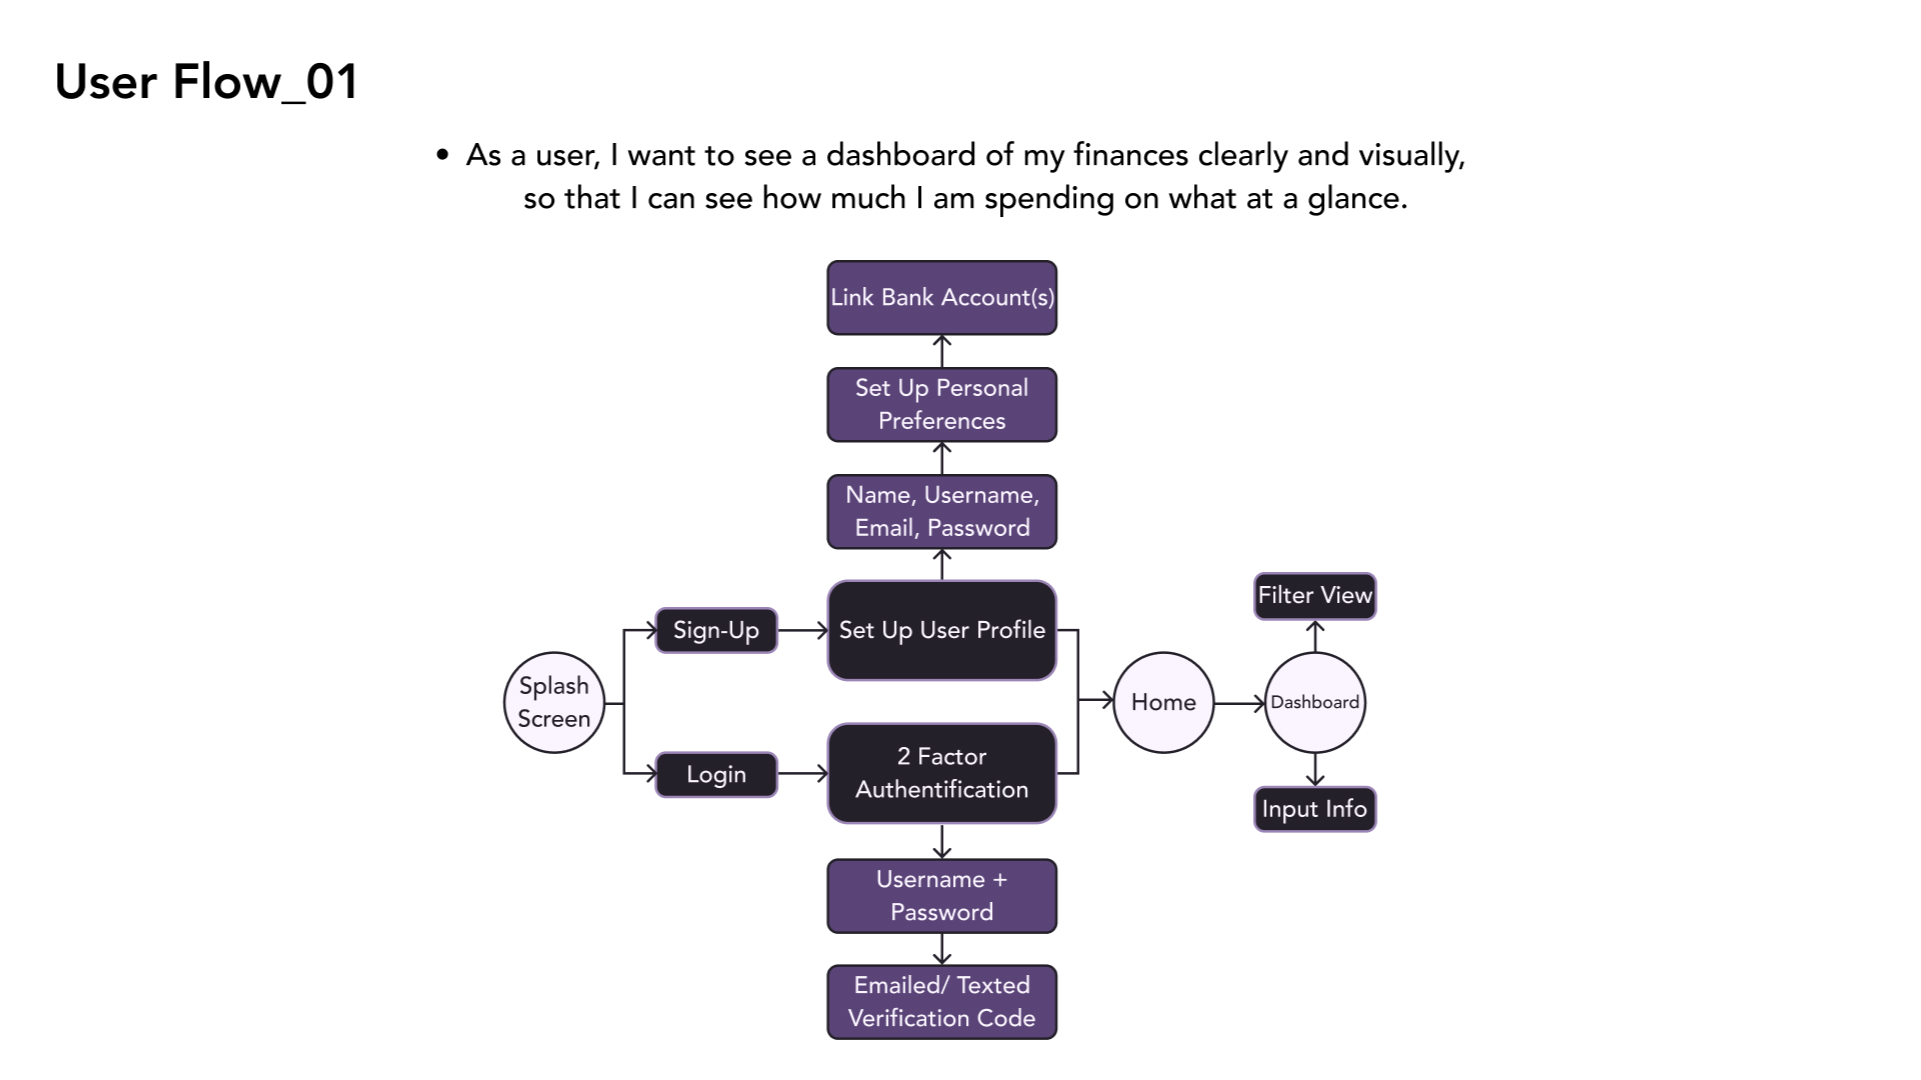 User Flow_01
• As a user, I want to see a dashboard of my finances clearly and visually,
so that I can see how much I am spending on what at a glance.
Link Bank Account(s)
Set Up Personal
Preferences
Name, Username,
Email, Password
Filter View
Sign-Up
Set Up User Profile
Splash
Screen
Home
Dashboard
Login
2 Factor
Authentification
Input Info
Username +
Password
Emailed/ Texted
Verification Code